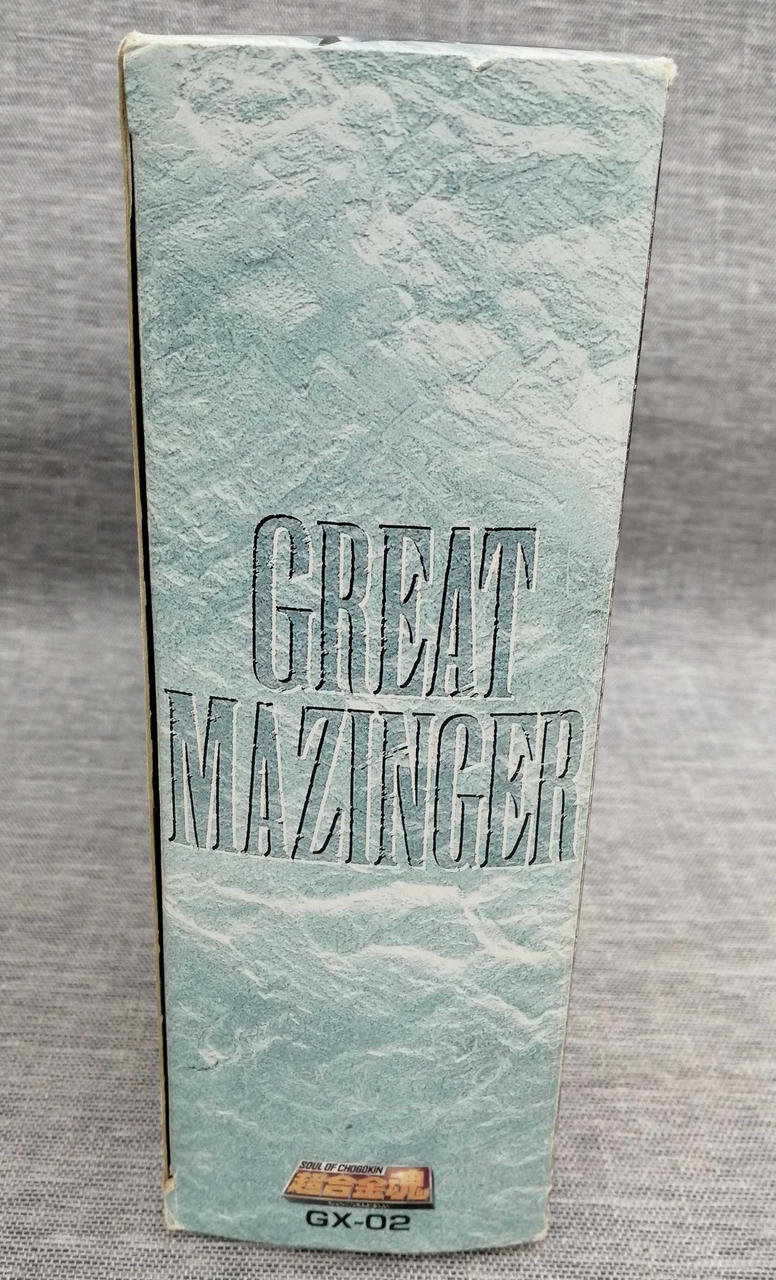 GREAT
MAZINGER
SOUL OF CHOGOKIN
超合金魂
GX-02